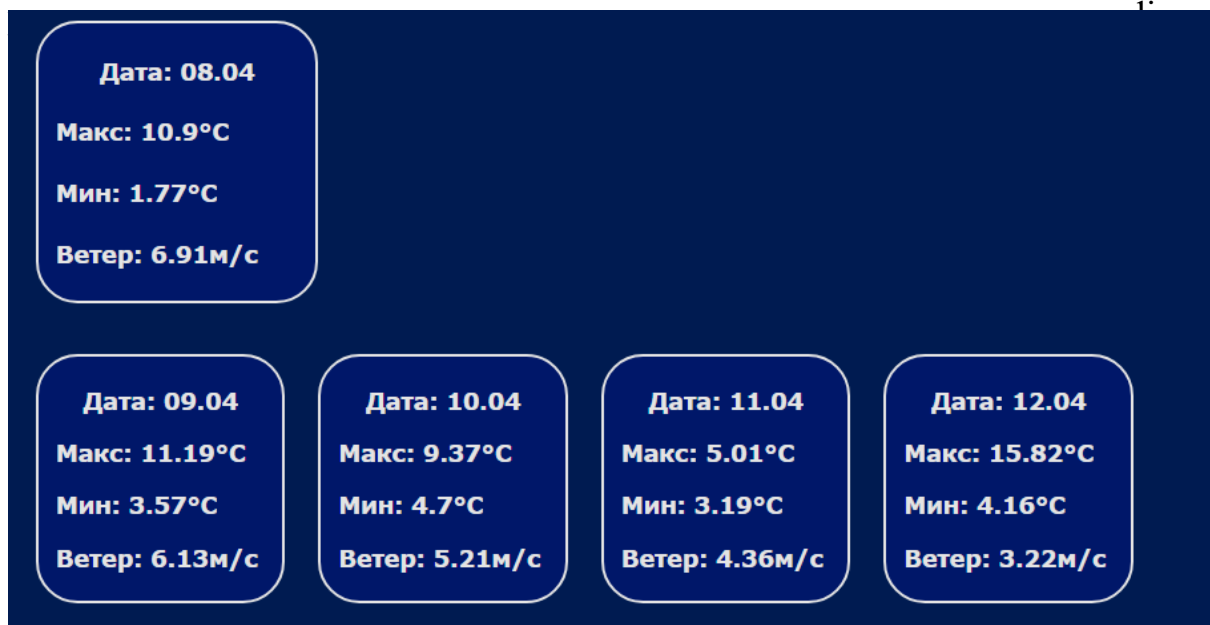 Дата: 08.04
Макс: 10.9°C
Мин: 1.77°C
Ветер: 6.91м/с
Дата: 09.04
Макс: 11.19°C
Мин: 3.57°C
Ветер: 6.13м/с
Дата: 10.04
Макс: 9.37°C
Мин: 4.7°C
Ветер: 5.21м/с
Дата: 11.04
Макс: 5.01°C
Мин: 3.19°C
Ветер: 4.36м/с
Дата: 12.04
Макс: 15.82°C
Мин: 4.16°C
Ветер: 3.22м/с